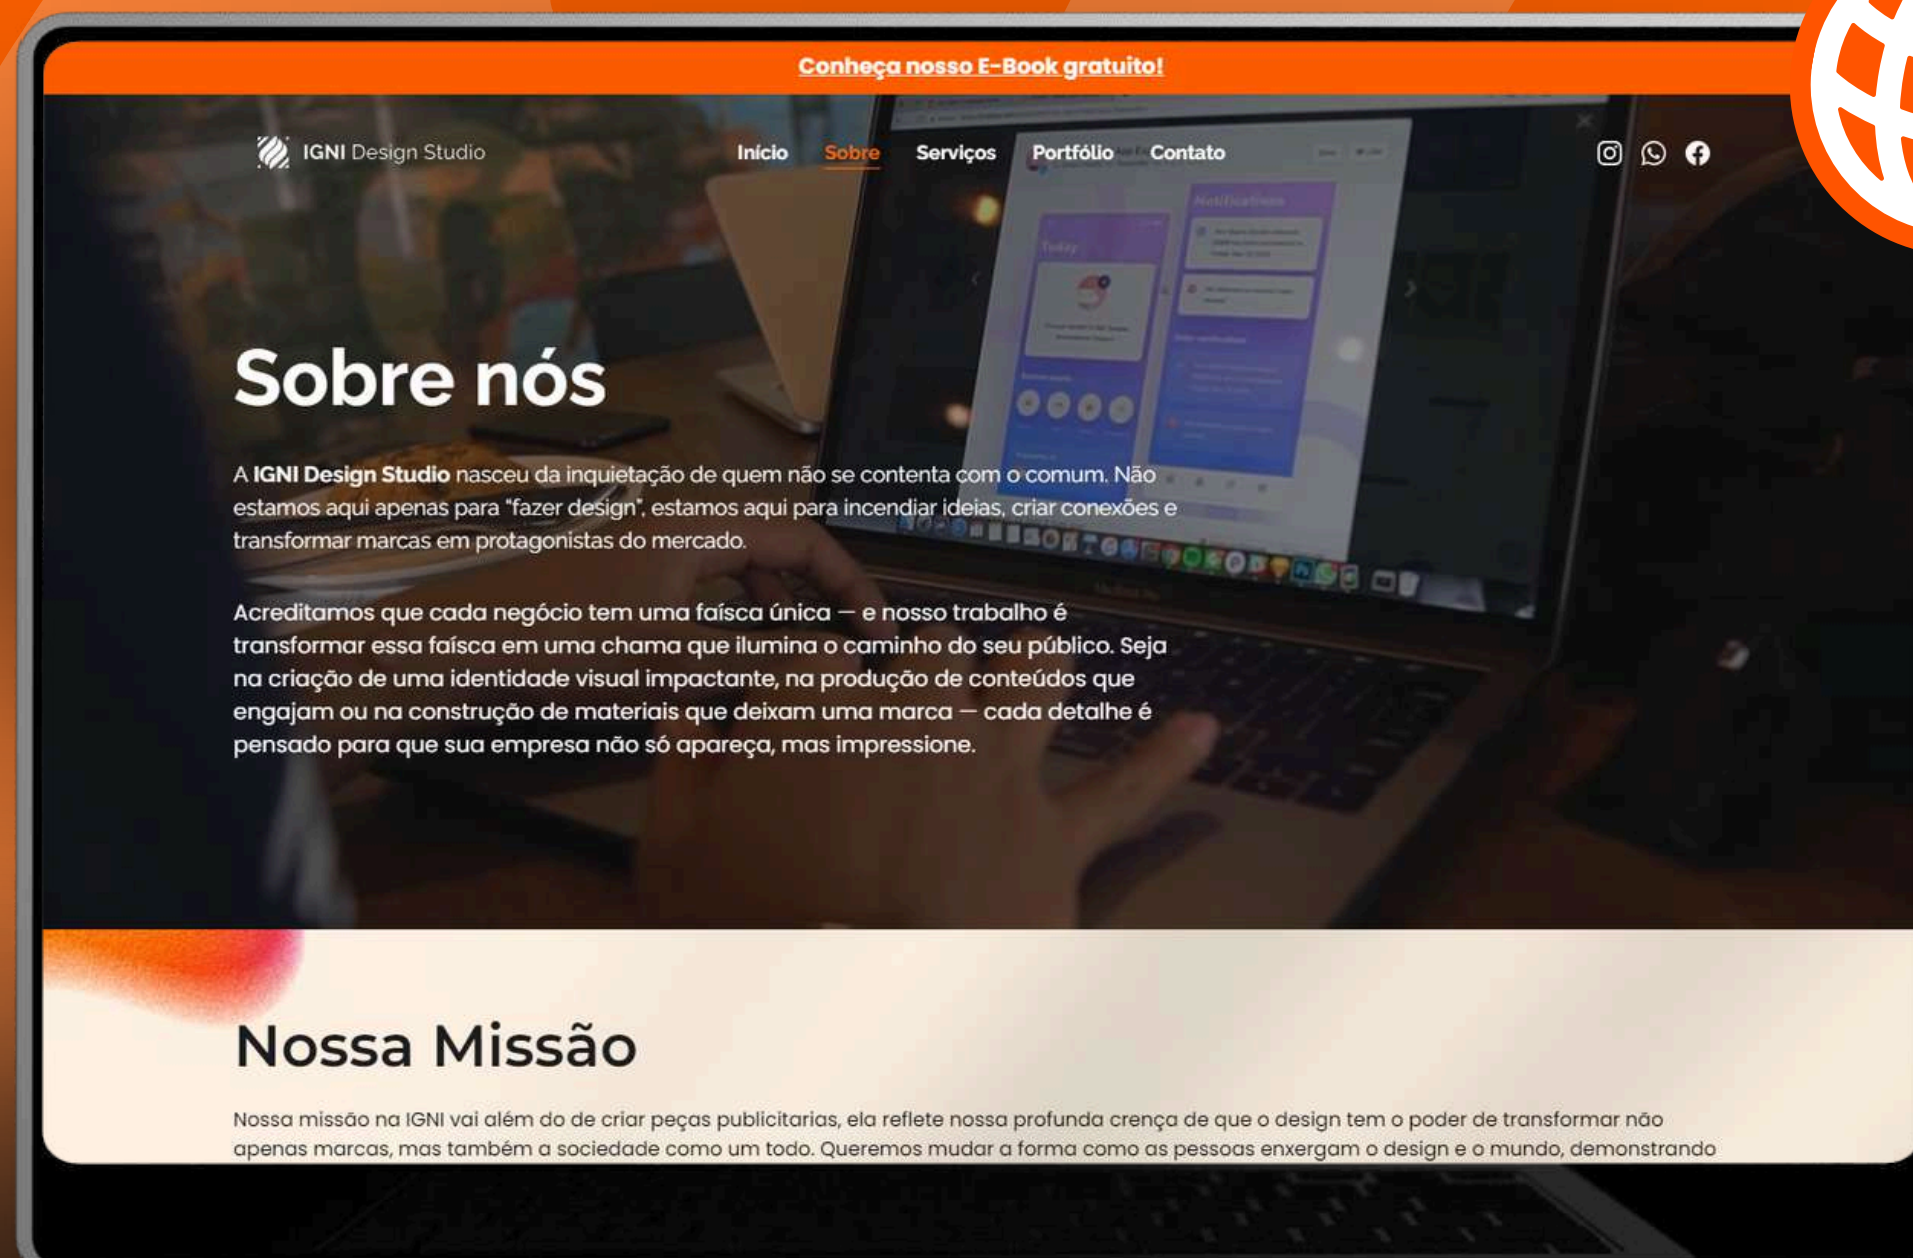 Conheça nosso E-Book gratuito!
IGNI Design Studio
Início Sobre Serviços Portfólio Contato
Notifications
Today
Sobre nós
A IGNI Design Studio nasceu da inquietação de quem não se contenta com o comum. Não
estamos aqui apenas para "fazer design", estamos aqui para incendiar ideias, criar conexões e
transformar marcas em protagonistas do mercado.
Acreditamos que cada negócio tem uma faísca única — e nosso trabalho é
transformar essa faísca em uma chama que ilumina o caminho do seu público. Seja
na criação de uma identidade visual impactante, na produção de conteúdos que
engajam ou na construção de materiais que deixam uma marca — cada detalhe é
pensado para que sua empresa não só apareça, mas impressione.
Nossa Missão
Nossa missão na IGNI vai além do de criar peças publicitarias, ela reflete nossa profunda crença de que o design tem o poder de transformar não
apenas marcas, mas também a sociedade como um todo. Queremos mudar a forma como as pessoas enxergam o design e o mundo, demonstrando